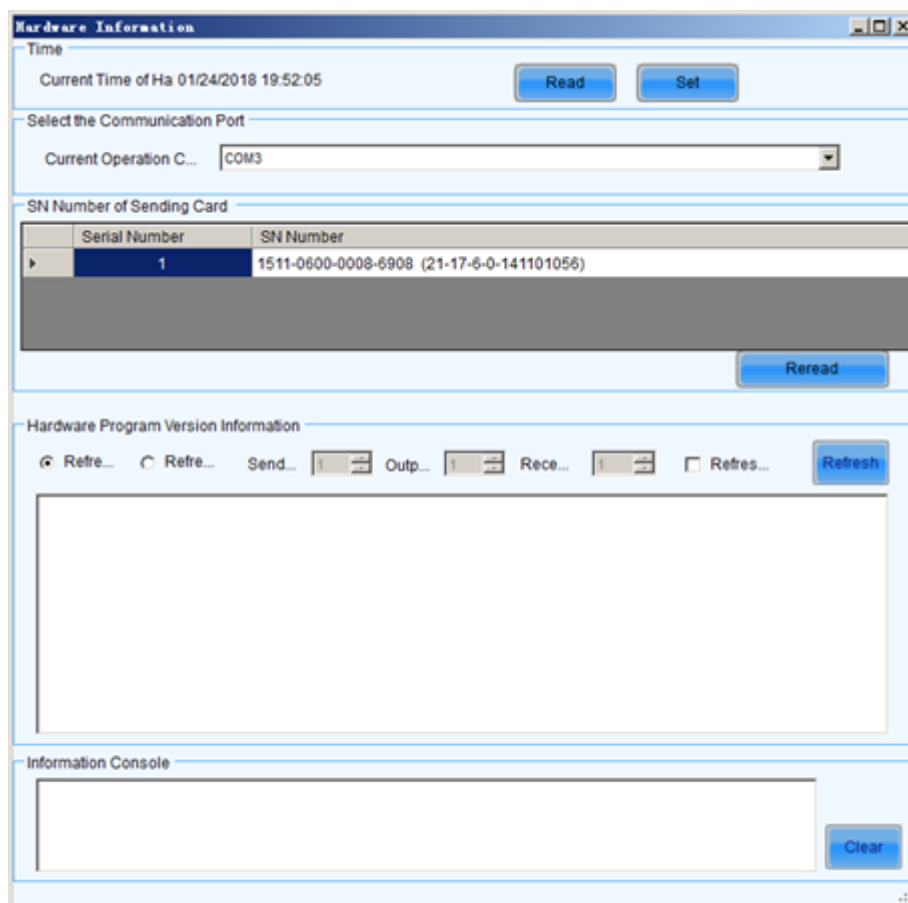 Hardware Information
Time
Current Time of Ha 01/24/2018 19:52:05 Read Set
Select the Communication Port
Current Operation C... COM3
SN Number of Sending Card
Serial Number SN Number
1 1511-0600-0008-6908 (21-17-6-0-141101056)
Reread
Hardware Program Version Information
Refre... Refre... Send... 1 Outp... 1 Rece... 1 Refres... Refresh
Information Console
Clear